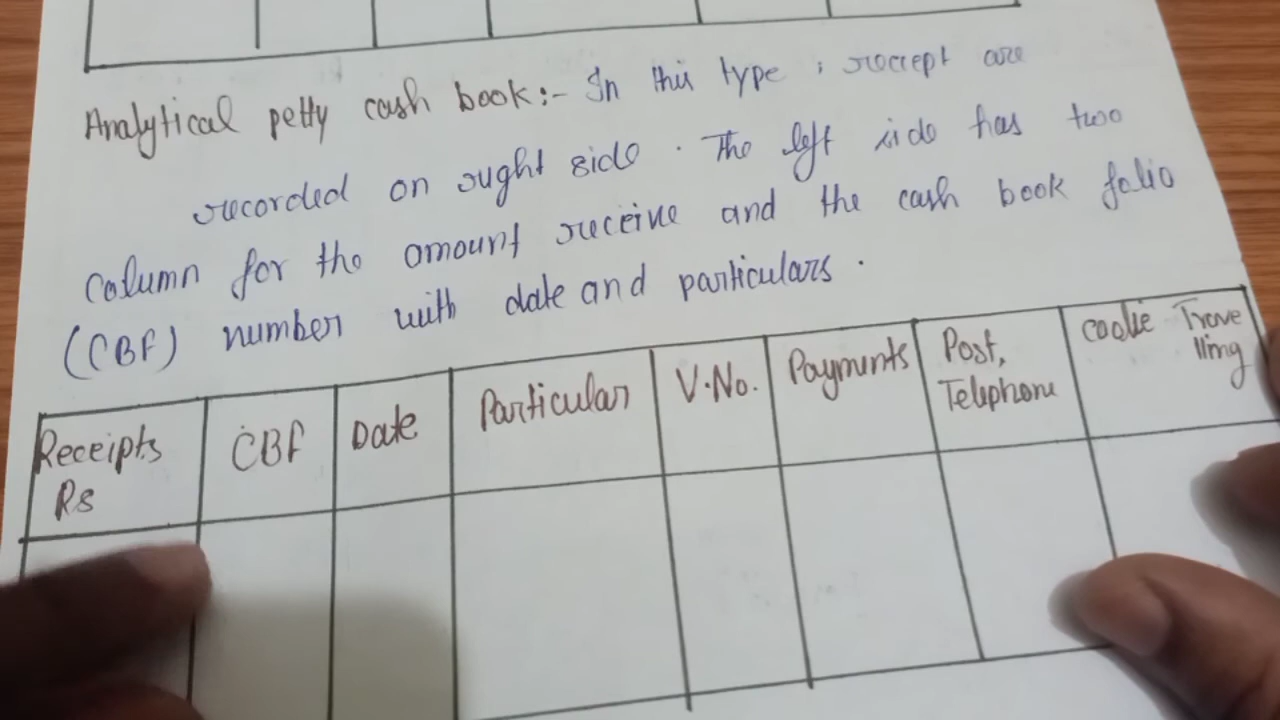 Analytical petty cash book:- In this type, receept are
recorded on right side. The left side has two
column for the amount receive and the cash book folio
(CBF) number with date and particulars.
Receipts Rs
CBF
Date
Particular
V.No.
Payments
Post, Telephone
Travelling